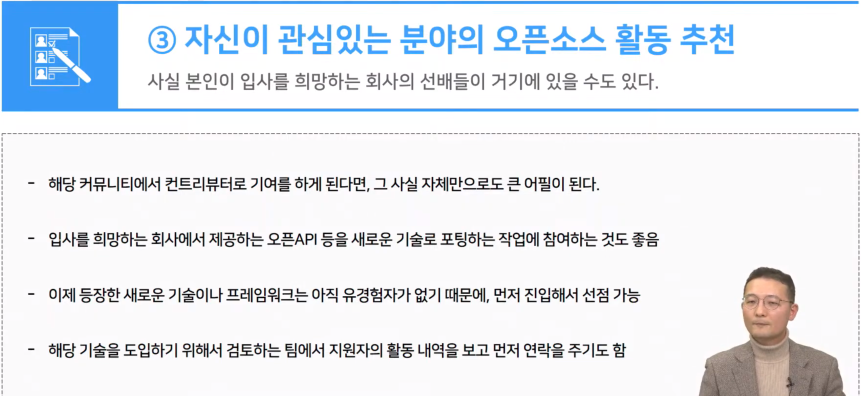 ③ 자신이 관심있는 분야의 오픈소스 활동 추천
사실 본인이 입사를 희망하는 회사의 선배들이 거기에 있을 수도 있다.
- 해당 커뮤니티에서 컨트리뷰터로 기여를 하게 된다면, 그 사실 자체만으로도 큰 어필이 된다.
- 입사를 희망하는 회사에서 제공하는 오픈API 등을 새로운 기술로 포팅하는 작업에 참여하는 것도 좋음
- 이제 등장한 새로운 기술이나 프레임워크는 아직 유경험자가 없기 때문에, 먼저 진입해서 선점 가능
- 해당 기술을 도입하기 위해서 검토하는 팀에서 지원자의 활동 내역을 보고 먼저 연락을 주기도 함